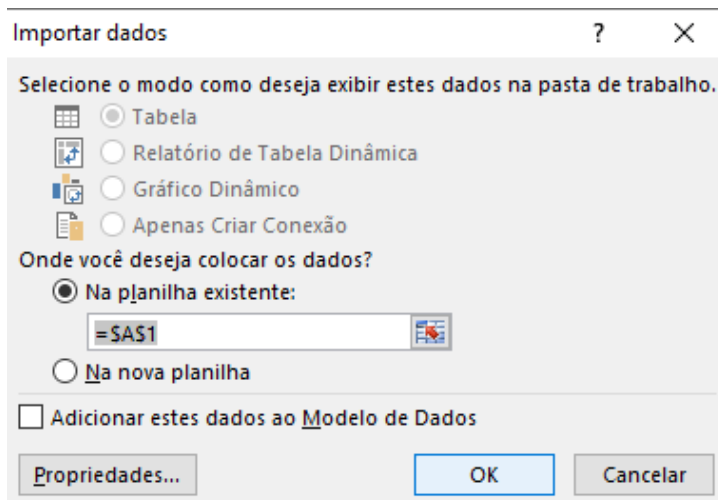 Importar dados ?
Selecione o modo como deseja exibir estes dados na pasta de trabalho.
Tabela
Relatório de Tabela Dinâmica
Gráfico Dinâmico
Apenas Criar Conexão
Onde você deseja colocar os dados?
Na planilha existente:
=$A$1
Na nova planilha
Adicionar estes dados ao Modelo de Dados
Propriedades... OK Cancelar